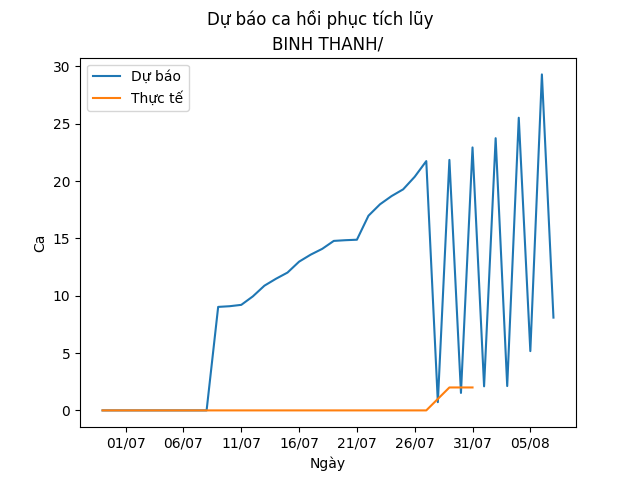 Dự báo ca hồi phục tích lũy
BINH THANH/
Dự báo
Thực tế
30
25
20
15
10
5
0
Ca
01/07 06/07 11/07 16/07 21/07 26/07 31/07 05/08
Ngày